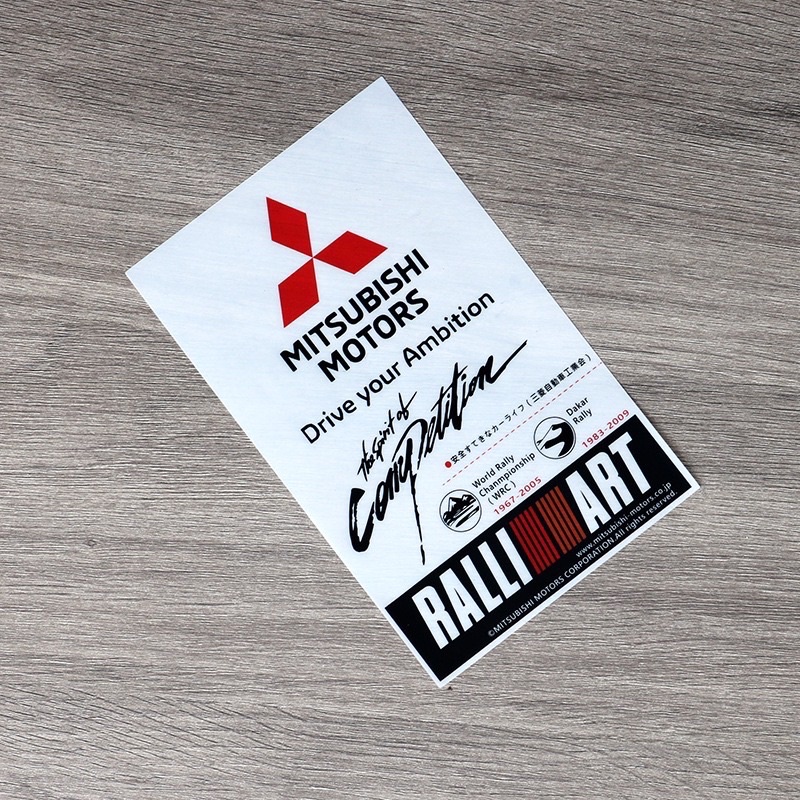 MITSUBISHI
MOTORS
Drive your Ambition
the spirit of
Competition
●安全すてきなカーライフ(三菱自動車工業会)
World Rally
Chanmpionship
(WRC)
1967-2005
Dakar
Rally
1983-2009
RALLI ART
www.mitsubishi-motors.co.jp
©MITSUBISHI MOTORS CORPORATION.All rights reserved.